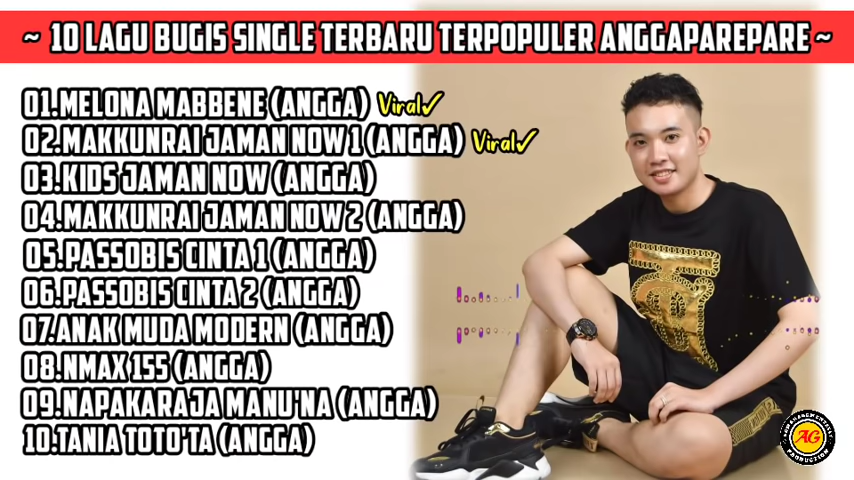 ~ 10 LAGU BUGIS SINGLE TERBARU TERPOPULER ANGGAPAREPARE ~
01.MELONA MABBENE (ANGGA) Viral✓
02.MAKKUNRAI JAMAN NOW 1 (ANGGA) Viral✓
03.KIDS JAMAN NOW (ANGGA)
04.MAKKUNRAI JAMAN NOW 2 (ANGGA)
05.PASSOBIS CINTA 1 (ANGGA)
06.PASSOBIS CINTA 2 (ANGGA)
07.ANAK MUDA MODERN (ANGGA)
08.NMAX 155 (ANGGA)
09.NAPAKARAJA MANU'NA (ANGGA)
10.TANIA TOTO'TA (ANGGA)
AG
PRODUCTION